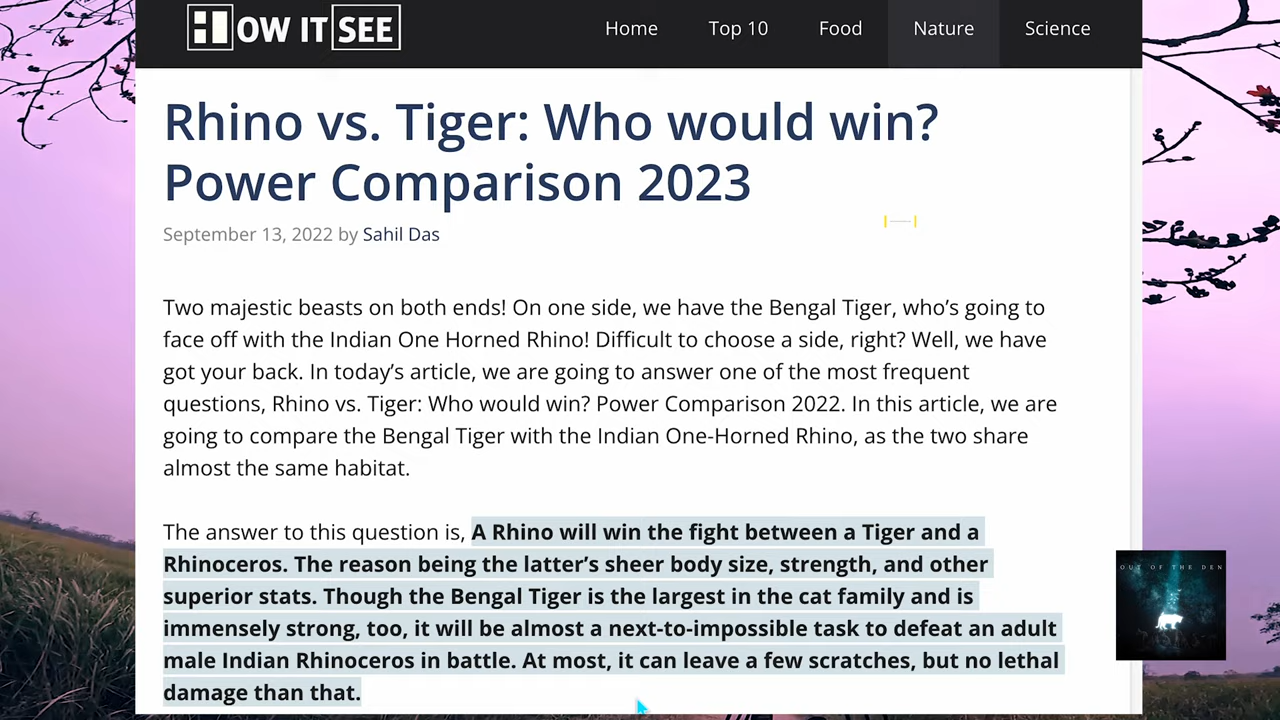 HOW IT SEE
Home Top 10 Food Nature Science
Rhino vs. Tiger: Who would win?
Power Comparison 2023
September 13, 2022 by Sahil Das
Two majestic beasts on both ends! On one side, we have the Bengal Tiger, who’s going to
face off with the Indian One Horned Rhino! Difficult to choose a side, right? Well, we have
got your back. In today’s article, we are going to answer one of the most frequent
questions, Rhino vs. Tiger: Who would win? Power Comparison 2022. In this article, we are
going to compare the Bengal Tiger with the Indian One-Horned Rhino, as the two share
almost the same habitat.
The answer to this question is, A Rhino will win the fight between a Tiger and a
Rhinoceros. The reason being the latter’s sheer body size, strength, and other
superior stats. Though the Bengal Tiger is the largest in the cat family and is
immensely strong, too, it will be almost a next-to-impossible task to defeat an adult
male Indian Rhinoceros in battle. At most, it can leave a few scratches, but no lethal
damage than that.
OUT OF THE DEN